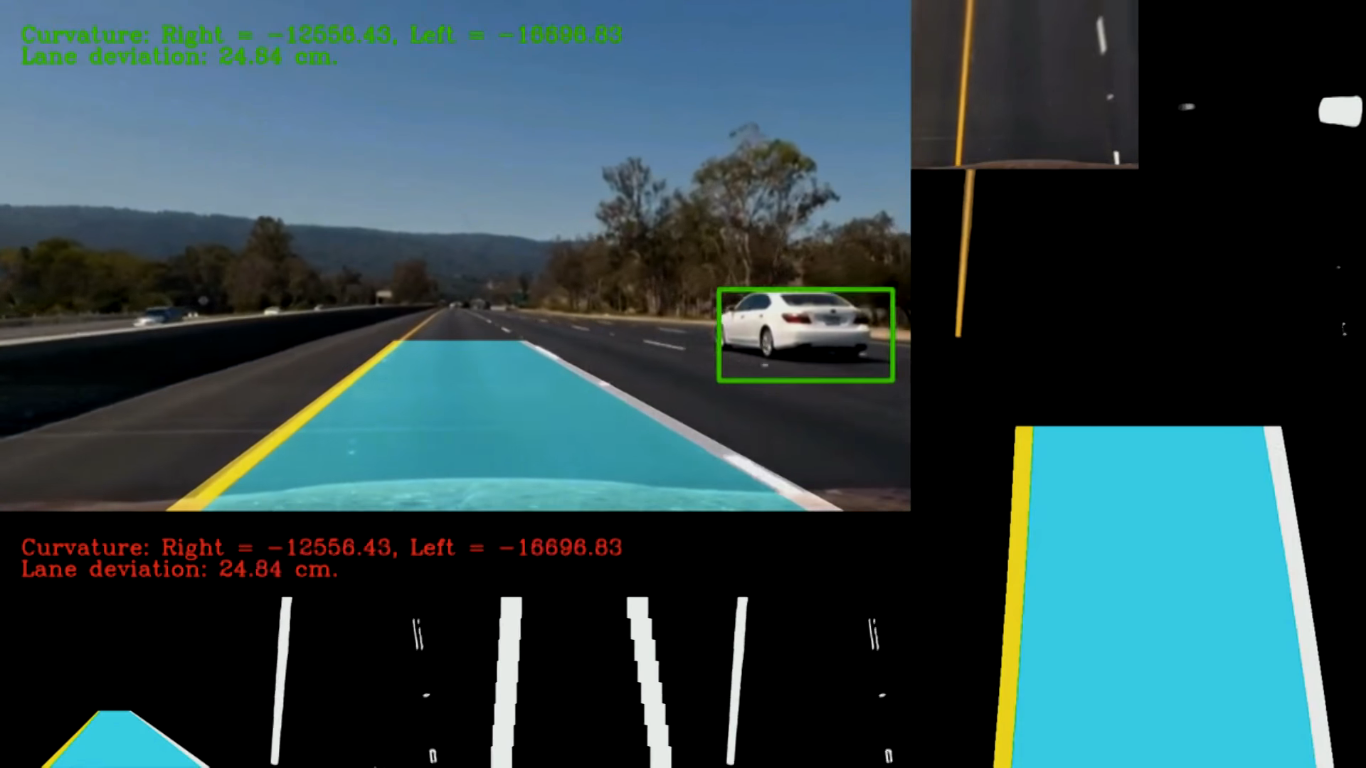 Curvature: Right = -12556.43, Left = -16696.83
Lane deviation: 24.84 cm.
Curvature: Right = -12556.43, Left = -16696.83
Lane deviation: 24.84 cm.